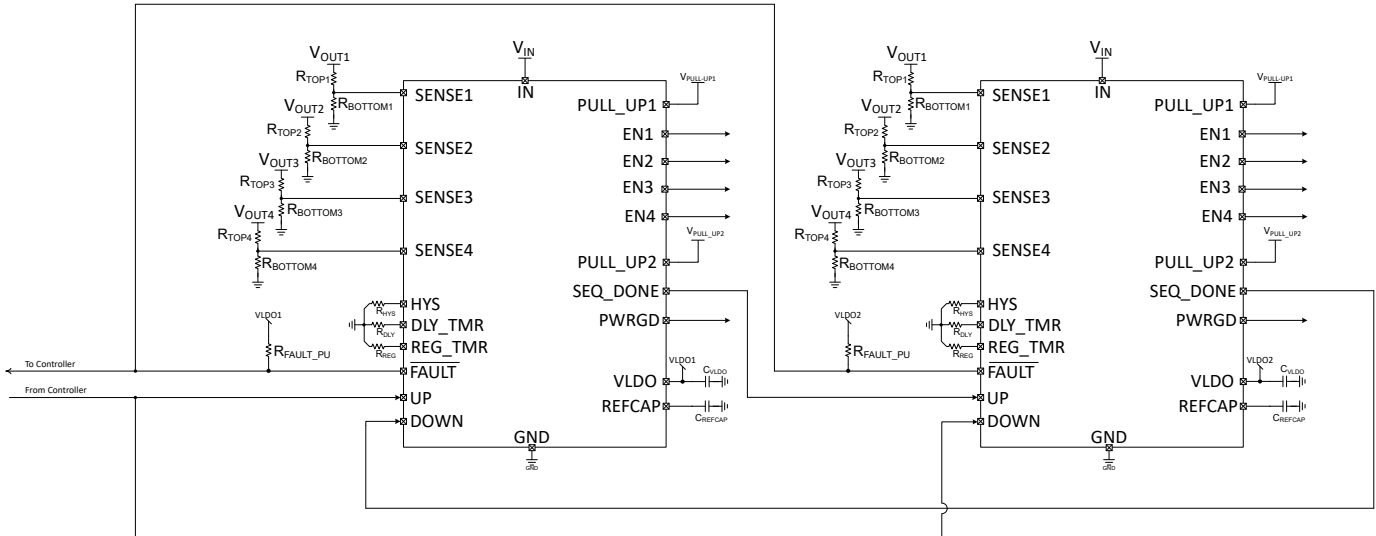 VIN
VOUT1
RTOP1
RBOTTOM1
SENSE1
IN
VPULL-UP1
PULL_UP1
VOUT2
RTOP2
RBOTTOM2
SENSE2
EN1
EN2
VOUT3
RTOP3
RBOTTOM3
SENSE3
EN3
EN4
VOUT4
RTOP4
RBOTTOM4
SENSE4
VPULL_UP2
PULL_UP2
SEQ_DONE
PWRGD
HYS
RHYS
DLY_TMR
RDLY
REG_TMR
RREG
VLDO1
RFAULT_PU
To Controller
FAULT
From Controller
UP
DOWN
VLDO1
VLDO
CVLDO
REFCAP
CREFCAP
GND
GND
VIN
VOUT1
RTOP1
RBOTTOM1
SENSE1
IN
VPULL-UP1
PULL_UP1
VOUT2
RTOP2
RBOTTOM2
SENSE2
EN1
EN2
VOUT3
RTOP3
RBOTTOM3
SENSE3
EN3
EN4
VOUT4
RTOP4
RBOTTOM4
SENSE4
VPULL_UP2
PULL_UP2
SEQ_DONE
PWRGD
HYS
RHYS
DLY_TMR
RDLY
REG_TMR
RREG
VLDO2
RFAULT_PU
FAULT
UP
DOWN
VLDO2
VLDO
CVLDO
REFCAP
CREFCAP
GND
GND